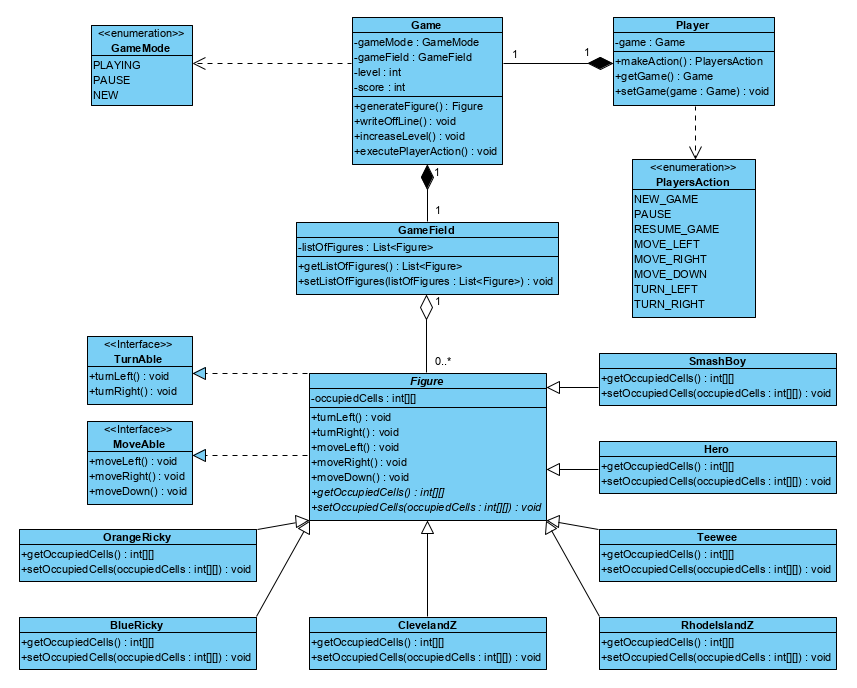 <<enumeration>>
GameMode
PLAYING
PAUSE
NEW
Game
-gameMode : GameMode
-gameField : GameField
-level : int
-score : int
+generateFigure() : Figure
+writeOffLine() : void
+increaseLevel() : void
+executePlayerAction() : void
1
1
Player
-game : Game
+makeAction() : PlayersAction
+getGame() : Game
+setGame(game : Game) : void
<<enumeration>>
PlayersAction
NEW_GAME
PAUSE
RESUME_GAME
MOVE_LEFT
MOVE_RIGHT
MOVE_DOWN
TURN_LEFT
TURN_RIGHT
1
1
GameField
-listOfFigures : List<Figure>
+getListOfFigures() : List<Figure>
+setListOfFigures(listOfFigures : List<Figure>) : void
1
0..*
<<Interface>>
TurnAble
+turnLeft() : void
+turnRight() : void
<<Interface>>
MoveAble
+moveLeft() : void
+moveRight() : void
+moveDown() : void
Figure
-occupiedCells : int[][]
+turnLeft() : void
+turnRight() : void
+moveLeft() : void
+moveRight() : void
+moveDown() : void
+getOccupiedCells() : int[][]
+setOccupiedCells(occupiedCells : int[][]) : void
SmashBoy
+getOccupiedCells() : int[][]
+setOccupiedCells(occupiedCells : int[][]) : void
Hero
+getOccupiedCells() : int[][]
+setOccupiedCells(occupiedCells : int[][]) : void
OrangeRicky
+getOccupiedCells() : int[][]
+setOccupiedCells(occupiedCells : int[][]) : void
Teewee
+getOccupiedCells() : int[][]
+setOccupiedCells(occupiedCells : int[][]) : void
BlueRicky
+getOccupiedCells() : int[][]
+setOccupiedCells(occupiedCells : int[][]) : void
ClevelandZ
+getOccupiedCells() : int[][]
+setOccupiedCells(occupiedCells : int[][]) : void
RhodeIslandZ
+getOccupiedCells() : int[][]
+setOccupiedCells(occupiedCells : int[][]) : void